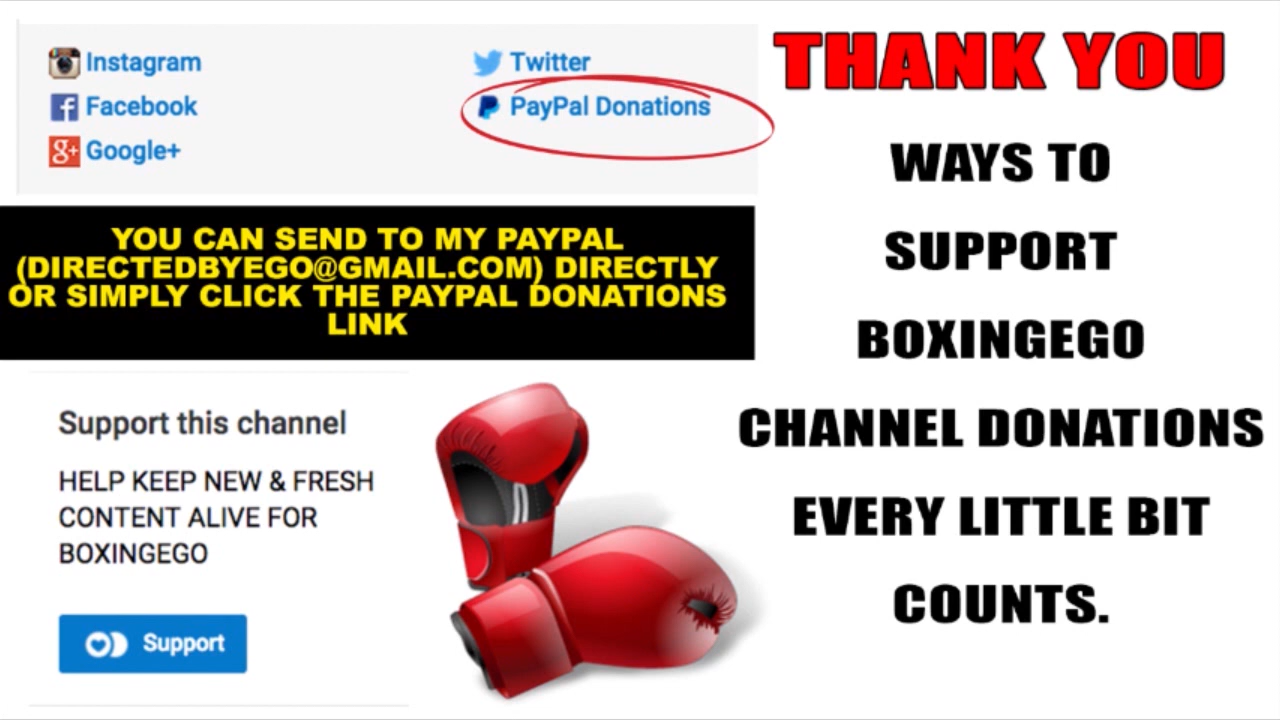 Instagram
Twitter
Facebook
PayPal Donations
Google+
YOU CAN SEND TO MY PAYPAL
(DIRECTEDBYEGO@GMAIL.COM) DIRECTLY
OR SIMPLY CLICK THE PAYPAL DONATIONS
LINK
Support this channel
HELP KEEP NEW & FRESH
CONTENT ALIVE FOR
BOXINGEGO
Support
THANK YOU
WAYS TO
SUPPORT
BOXINGEGO
CHANNEL DONATIONS
EVERY LITTLE BIT
COUNTS.